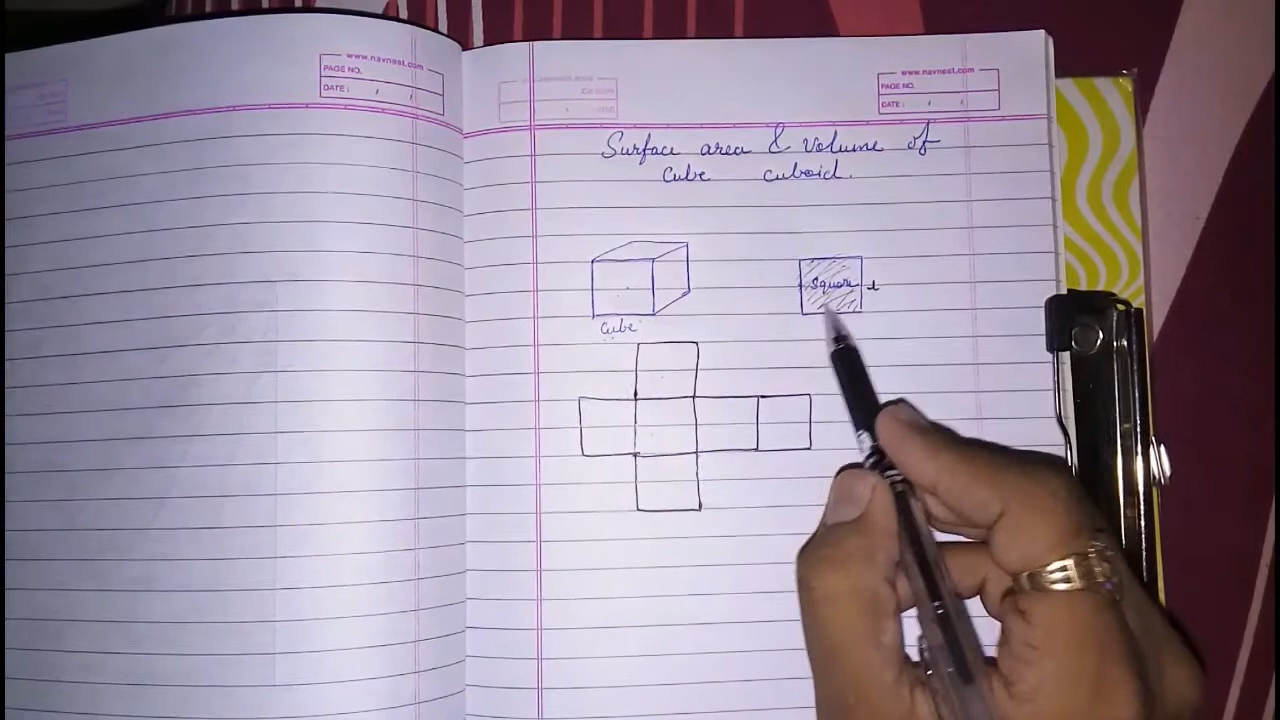 www.navneet.com
PAGE NO.
DATE : / /
www.navneet.com
PAGE NO.
DATE : / /
Surface area & volume of
cube cuboid.
Square l
Cube